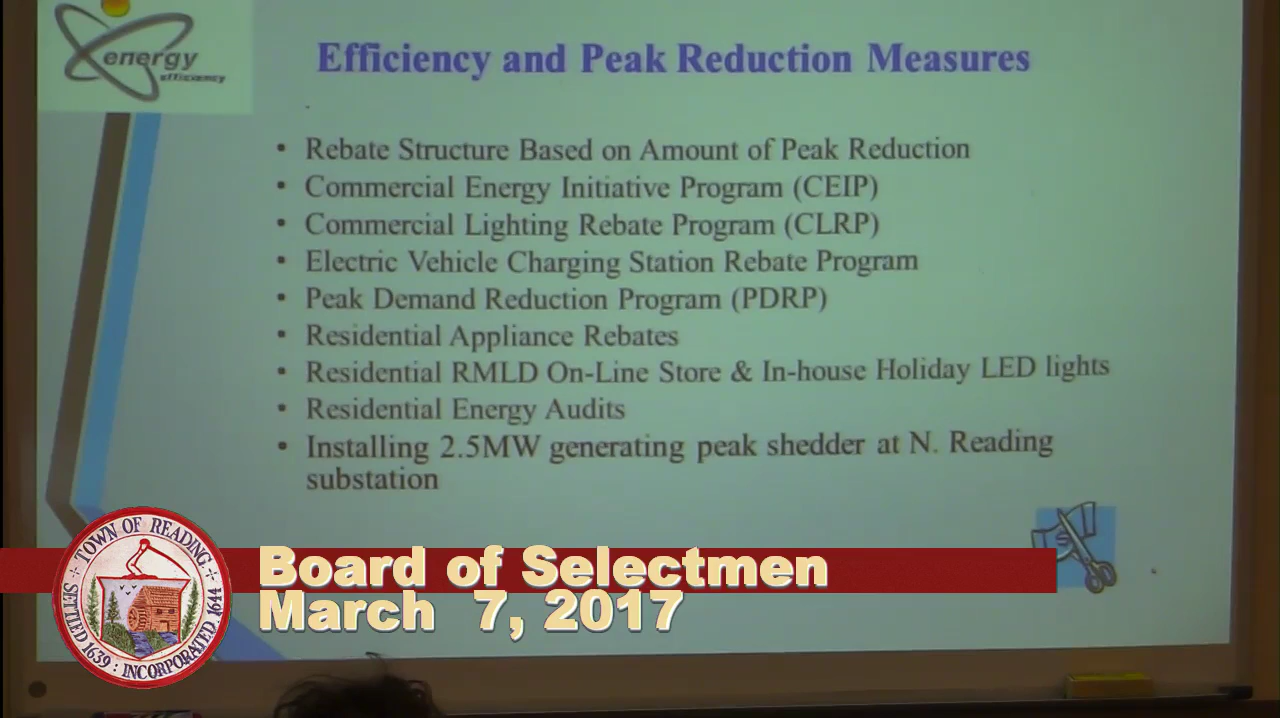 energy
efficiency
Efficiency and Peak Reduction Measures
• Rebate Structure Based on Amount of Peak Reduction
• Commercial Energy Initiative Program (CEIP)
• Commercial Lighting Rebate Program (CLRP)
• Electric Vehicle Charging Station Rebate Program
• Peak Demand Reduction Program (PDRP)
• Residential Appliance Rebates
• Residential RMLD On-Line Store & In-house Holiday LED lights
• Residential Energy Audits
• Installing 2.5MW generating peak shedder at N. Reading
substation
TOWN OF READING
SETTLED 1639 : INCORPORATED 1644
Board of Selectmen
March 7, 2017